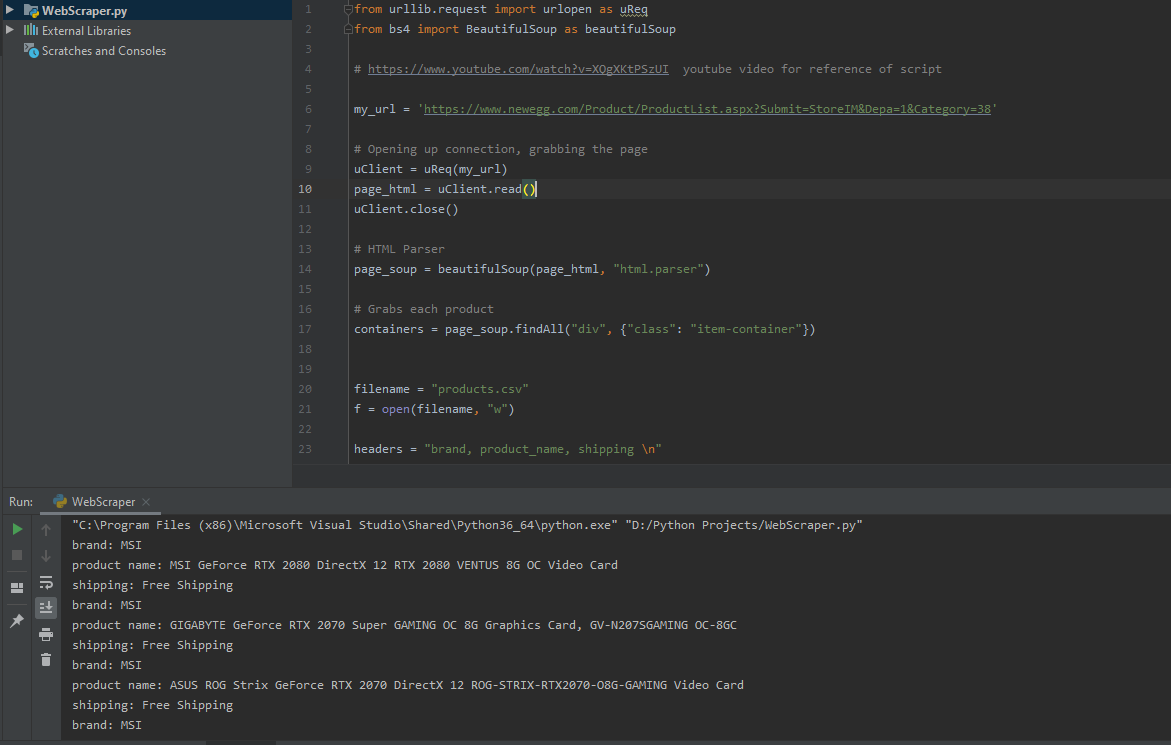 WebScraper.py
External Libraries
Scratches and Consoles
1 from urllib.request import urlopen as uReq
2 from bs4 import BeautifulSoup as beautifulSoup
3
4 # https://www.youtube.com/watch?v=XQgXKtPSzUI  youtube video for reference of script
5
6 my_url = 'https://www.newegg.com/Product/ProductList.aspx?Submit=StoreIM&Depa=1&Category=38'
7
8 # Opening up connection, grabbing the page
9 uClient = uReq(my_url)
10 page_html = uClient.read()
11 uClient.close()
12
13 # HTML Parser
14 page_soup = beautifulSoup(page_html, "html.parser")
15
16 # Grabs each product
17 containers = page_soup.findAll("div", {"class": "item-container"})
18
19
20 filename = "products.csv"
21 f = open(filename, "w")
22
23 headers = "brand, product_name, shipping \n"
Run: WebScraper
"C:\Program Files (x86)\Microsoft Visual Studio\Shared\Python36_64\python.exe" "D:/Python Projects/WebScraper.py"
brand: MSI
product name: MSI GeForce RTX 2080 DirectX 12 RTX 2080 VENTUS 8G OC Video Card
shipping: Free Shipping
brand: MSI
product name: GIGABYTE GeForce RTX 2070 Super GAMING OC 8G Graphics Card, GV-N207SGAMING OC-8GC
shipping: Free Shipping
brand: MSI
product name: ASUS ROG Strix GeForce RTX 2070 DirectX 12 ROG-STRIX-RTX2070-O8G-GAMING Video Card
shipping: Free Shipping
brand: MSI